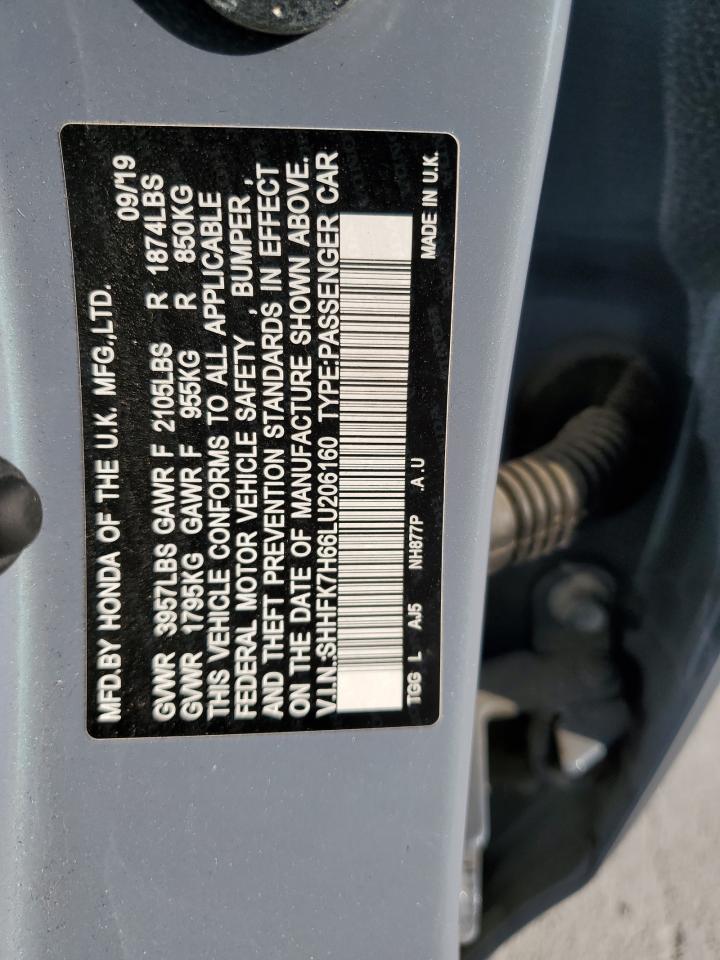 MFD.BY HONDA OF THE U.K. MFG.,LTD. 09/'19
GVWR 3957LBS GAWR F 2105LBS R 1874LBS
GVWR 1795KG GAWR F 955KG R 850KG
THIS VEHICLE CONFORMS TO ALL APPLICABLE
FEDERAL MOTOR VEHICLE SAFETY , BUMPER ,
AND THEFT PREVENTION STANDARDS IN EFFECT
ON THE DATE OF MANUFACTURE SHOWN ABOVE.
V.I.N.:SHHFK7H66LU206160 TYPE:PASSENGER CAR
TGG L AJ5 NH877P .A .U MADE IN U.K.